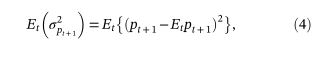 E_t(σ²_{p_{t+1}}) = E_t{(p_{t+1} − E_t p_{t+1})²}, (4)